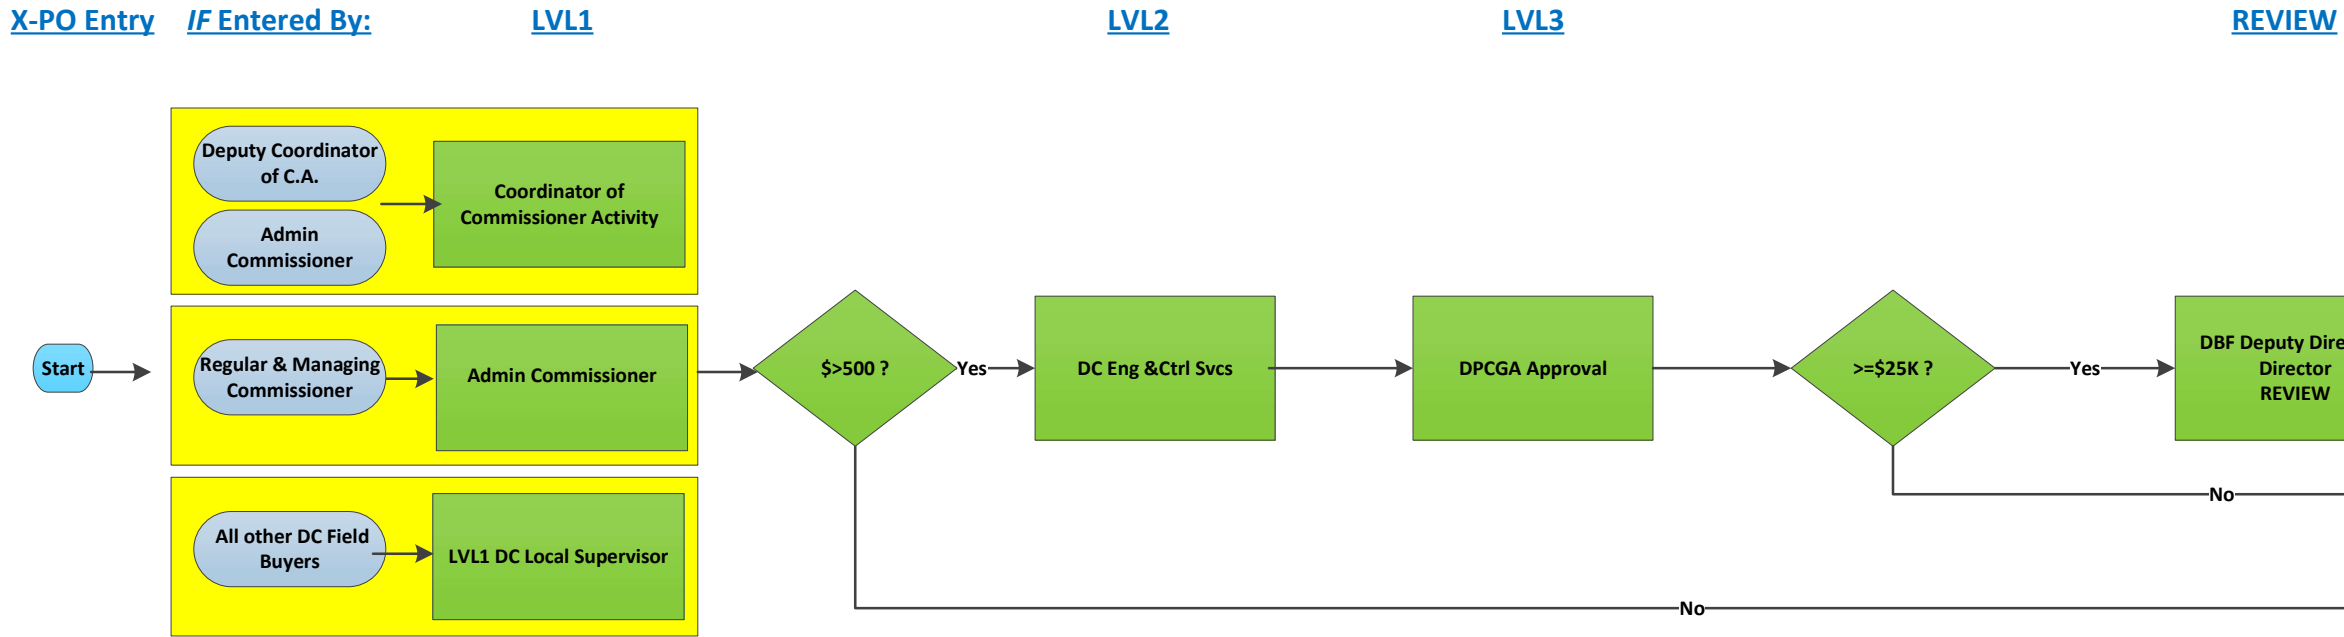 X-PO Entry
IF Entered By:
LVL1
LVL2
LVL3
REVIEW
Deputy Coordinator
of C.A.
Coordinator of
Commissioner Activity
Admin
Commissioner
Start
Regular & Managing
Commissioner
Admin Commissioner
$>500 ?
Yes
DC Eng &Ctrl Svcs
DPCGA Approval
>=$25K ?
Yes
DBF Deputy
Director
REVIEW
No
All other DC Field
Buyers
LVL1 DC Local Supervisor
No